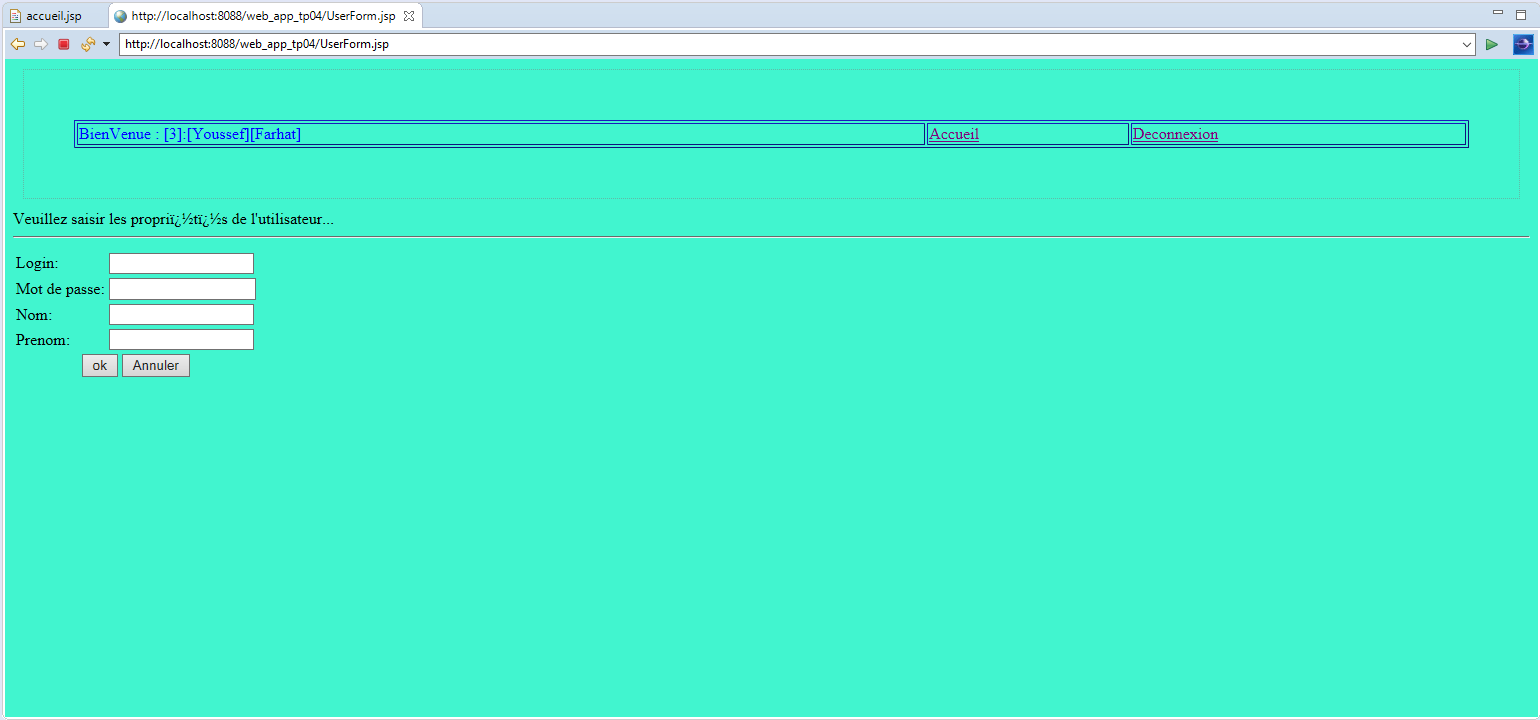 accueil.jsp http://localhost:8088/web_app_tp04/UserForm.jsp
http://localhost:8088/web_app_tp04/UserForm.jsp
BienVenue : [3]:[Youssef][Farhat] Accueil Deconnexion
Veuillez saisir les propriï¿½tï¿½s de l'utilisateur...
Login:
Mot de passe:
Nom:
Prenom:
ok Annuler